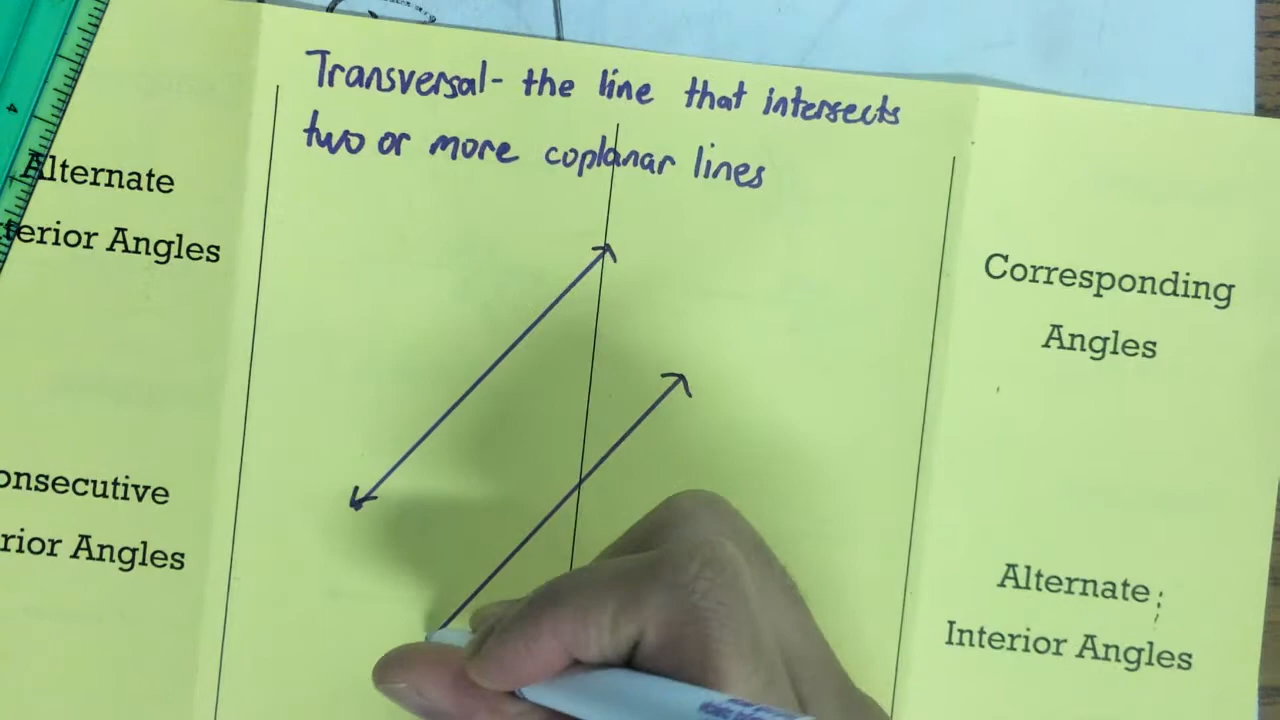 Transversal- the line that intersects
two or more coplanar lines
Alternate
terior Angles
onsecutive
rior Angles
Corresponding
Angles
Alternate
Interior Angles
4